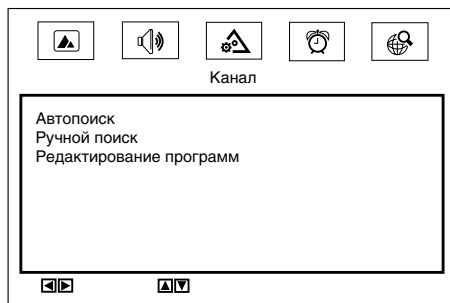 Канал
Автопоиск
Ручной поиск
Редактирование программ